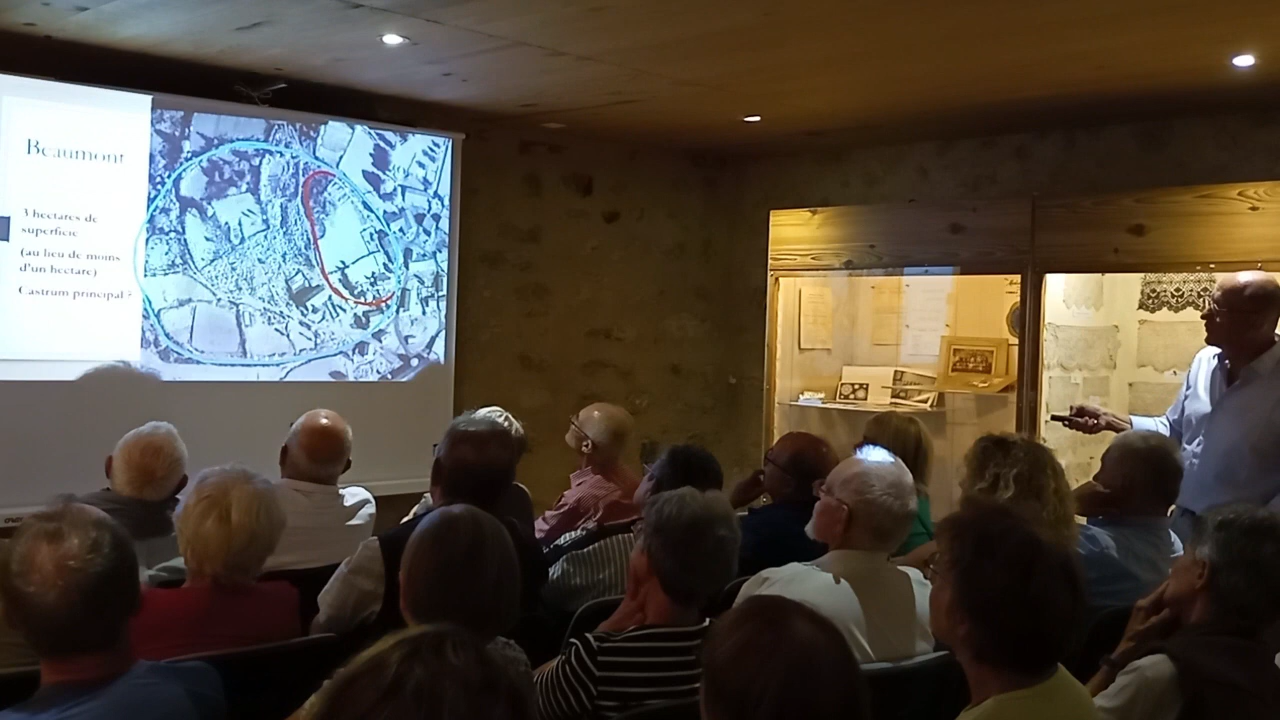 Beaumont
3 hectares de
superficie
(au lieu de moins
d'un hectare)
Castrum principal ?